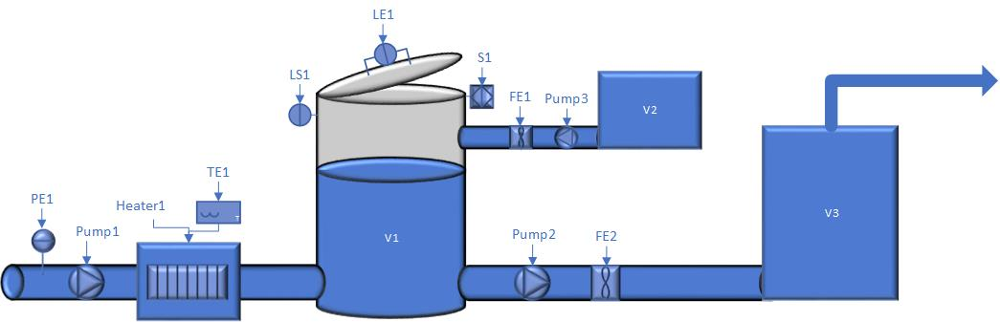 LE1
S1
LS1
FE1
Pump3
V2
V3
TE1
PE1
Heater1
T
Pump1
V1
Pump2
FE2